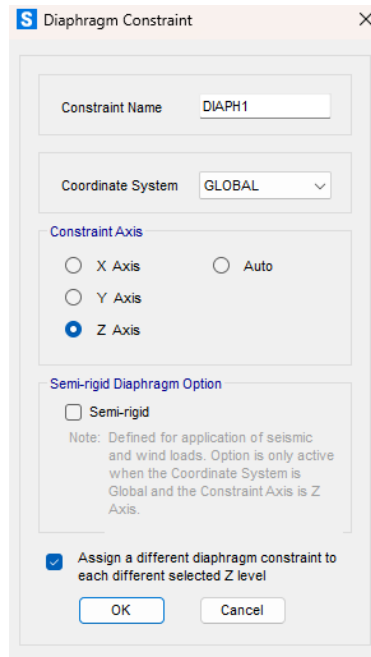 S Diaphragm Constraint
Constraint Name DIAPH1
Coordinate System GLOBAL
Constraint Axis
X Axis Auto
Y Axis
Z Axis
Semi-rigid Diaphragm Option
Semi-rigid
Note: Defined for application of seismic
and wind loads. Option is only active
when the Coordinate System is
Global and the Constraint Axis is Z
Axis.
Assign a different diaphragm constraint to
each different selected Z level
OK Cancel